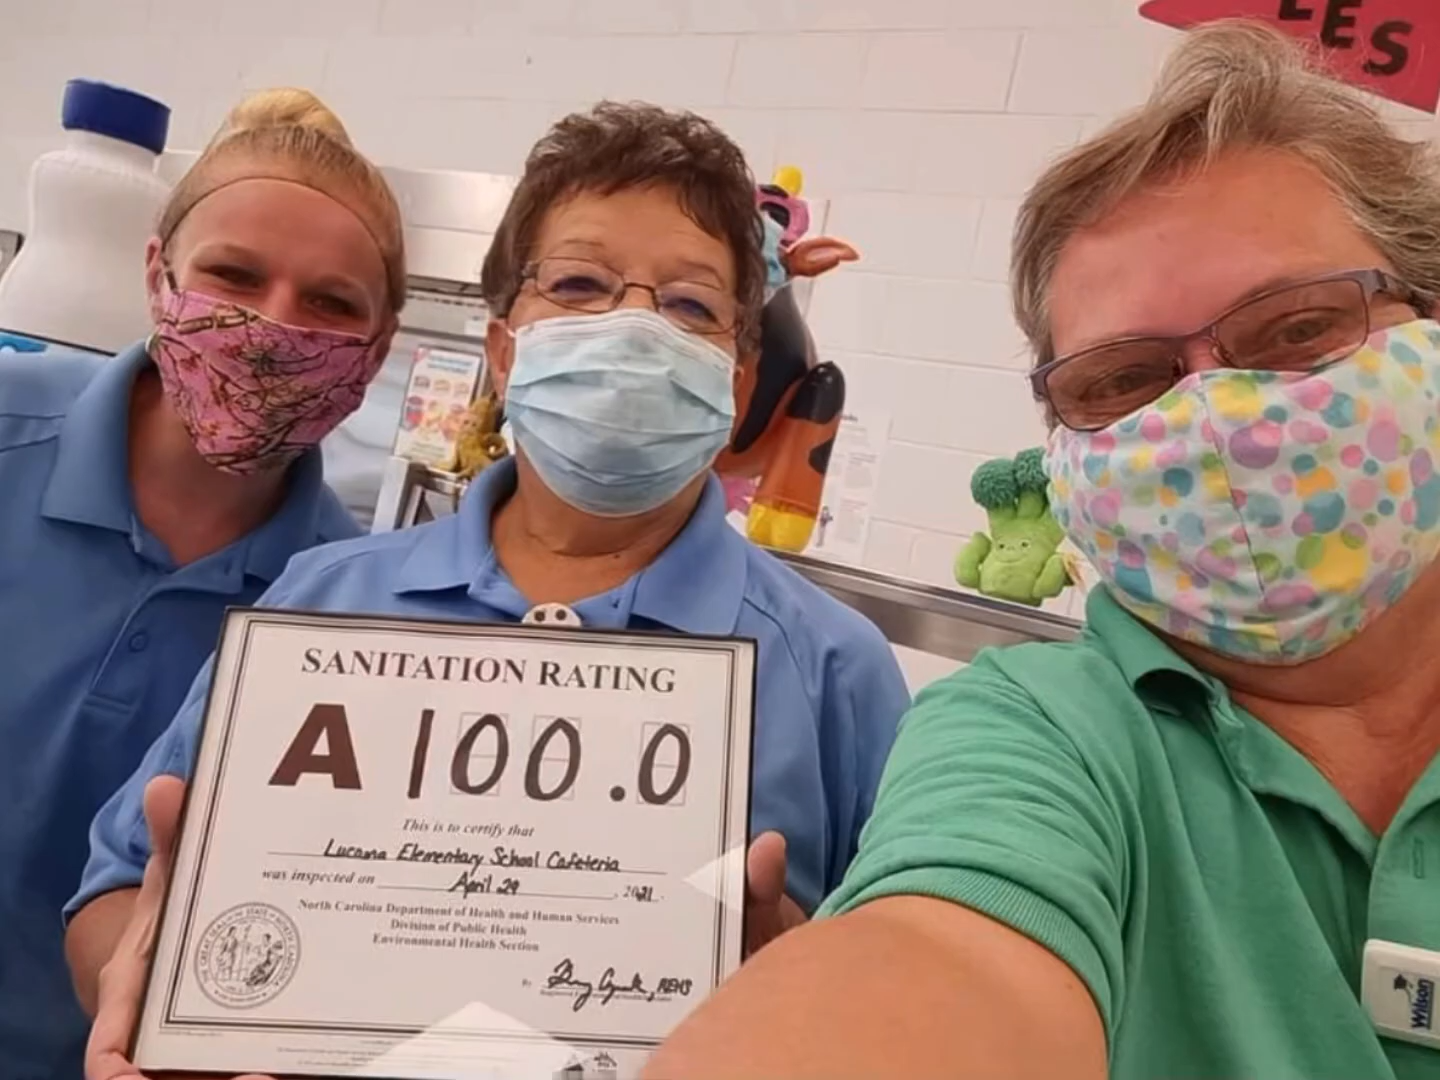 LES
SANITATION RATING
A 100.0
This is to certify that
Lucama Elementary School Cafeteria
was inspected on April 29, 2021.
North Carolina Department of Health and Human Services
Division of Public Health
Environmental Health Section
By , REHS
Wilson